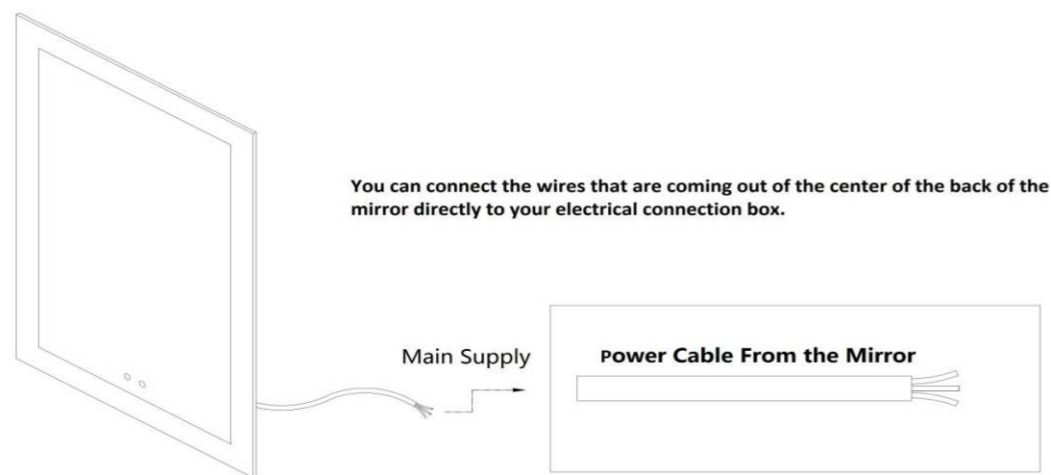 You can connect the wires that are coming out of the center of the back of the
mirror directly to your electrical connection box.
Main Supply
Power Cable From the Mirror